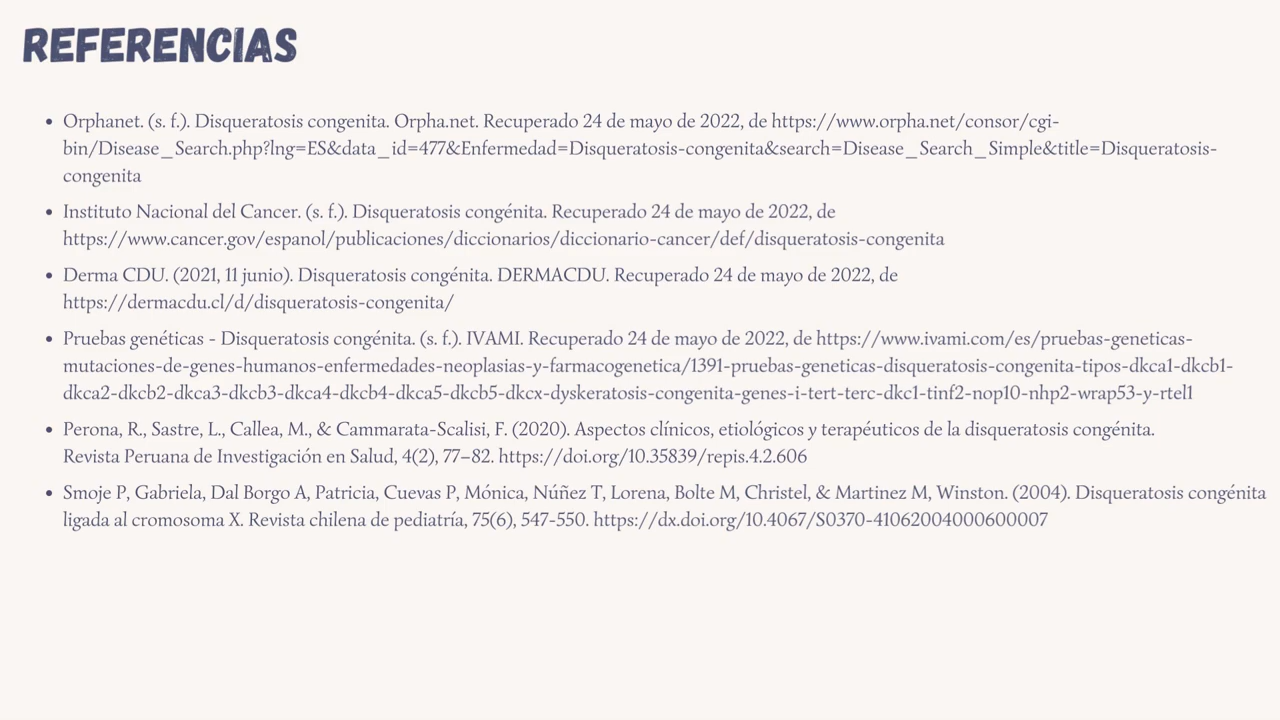 REFERENCIAS
• Orphanet. (s. f.). Disqueratosis congenita. Orpha.net. Recuperado 24 de mayo de 2022, de https://www.orpha.net/consor/cgi-
bin/Disease_Search.php?lng=ES&data_id=477&Enfermedad=Disqueratosis-congenita&search=Disease_Search_Simple&title=Disqueratosis-
congenita
• Instituto Nacional del Cancer. (s. f.). Disqueratosis congénita. Recuperado 24 de mayo de 2022, de
https://www.cancer.gov/espanol/publicaciones/diccionarios/diccionario-cancer/def/disqueratosis-congenita
• Derma CDU. (2021, 11 junio). Disqueratosis congénita. DERMACDU. Recuperado 24 de mayo de 2022, de
https://dermacdu.cl/d/disqueratosis-congenita/
• Pruebas genéticas - Disqueratosis congénita. (s. f.). IVAMI. Recuperado 24 de mayo de 2022, de https://www.ivami.com/es/pruebas-geneticas-
mutaciones-de-genes-humanos-enfermedades-neoplasias-y-farmacogenetica/1391-pruebas-geneticas-disqueratosis-congenita-tipos-dkca1-dkcb1-
dkca2-dkcb2-dkca3-dkcb3-dkca4-dkcb4-dkca5-dkcb5-dkcx-dyskeratosis-congenita-genes-i-tert-terc-dkc1-tinf2-nop10-nhp2-wrap53-y-rtel1
• Perona, R., Sastre, L., Callea, M., & Cammarata-Scalisi, F. (2020). Aspectos clínicos, etiológicos y terapéuticos de la disqueratosis congénita.
Revista Peruana de Investigación en Salud, 4(2), 77–82. https://doi.org/10.35839/repis.4.2.606
• Smoje P, Gabriela, Dal Borgo A, Patricia, Cuevas P, Mónica, Núñez T, Lorena, Bolte M, Christel, & Martinez M, Winston. (2004). Disqueratosis congénita
ligada al cromosoma X. Revista chilena de pediatría, 75(6), 547-550. https://dx.doi.org/10.4067/S0370-41062004000600007